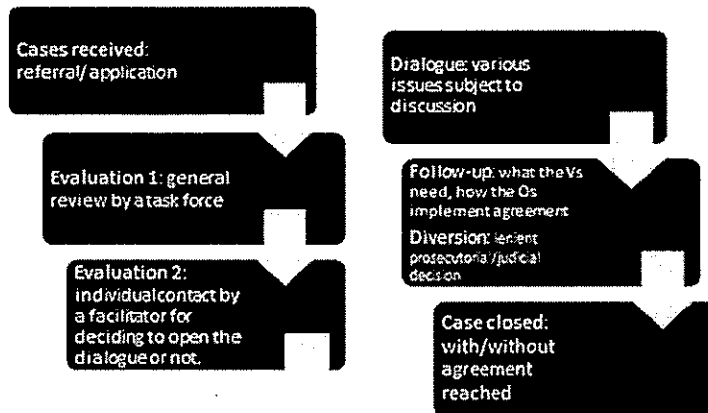 Cases received:
referral/ application
Evaluation 1: general
review by a task force
Evaluation 2:
individual contact by
a facilitator for
deciding to open the
dialogue or not.
Dialogue: various
issues subject to
discussion
Follow-up: what the Vs
need, how the Os
implement agreement
Diversion: lenient
prosecutorial/judicial
decision
Case closed:
with/without
agreement
reached